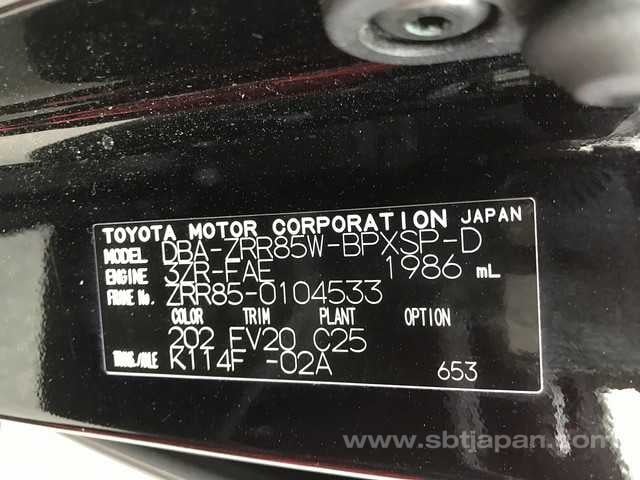 TOYOTA MOTOR CORPORATION JAPAN
MODEL DBA-ZRR85W-BPXSP-D
ENGINE 3ZR-FAE 1986 mL
FRAME No. ZRR85-0104533
COLOR TRIM PLANT OPTION
202 FV20 C25
TRANS./AXLE K114F -02A
653
www.sbtjapan.com